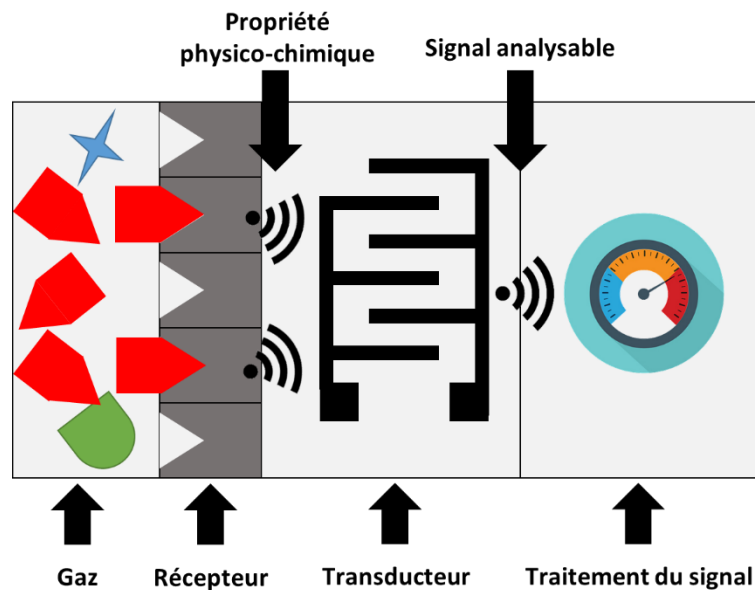 Propriété
physico-chimique
Signal analysable
Gaz
Récepteur
Transducteur
Traitement du signal